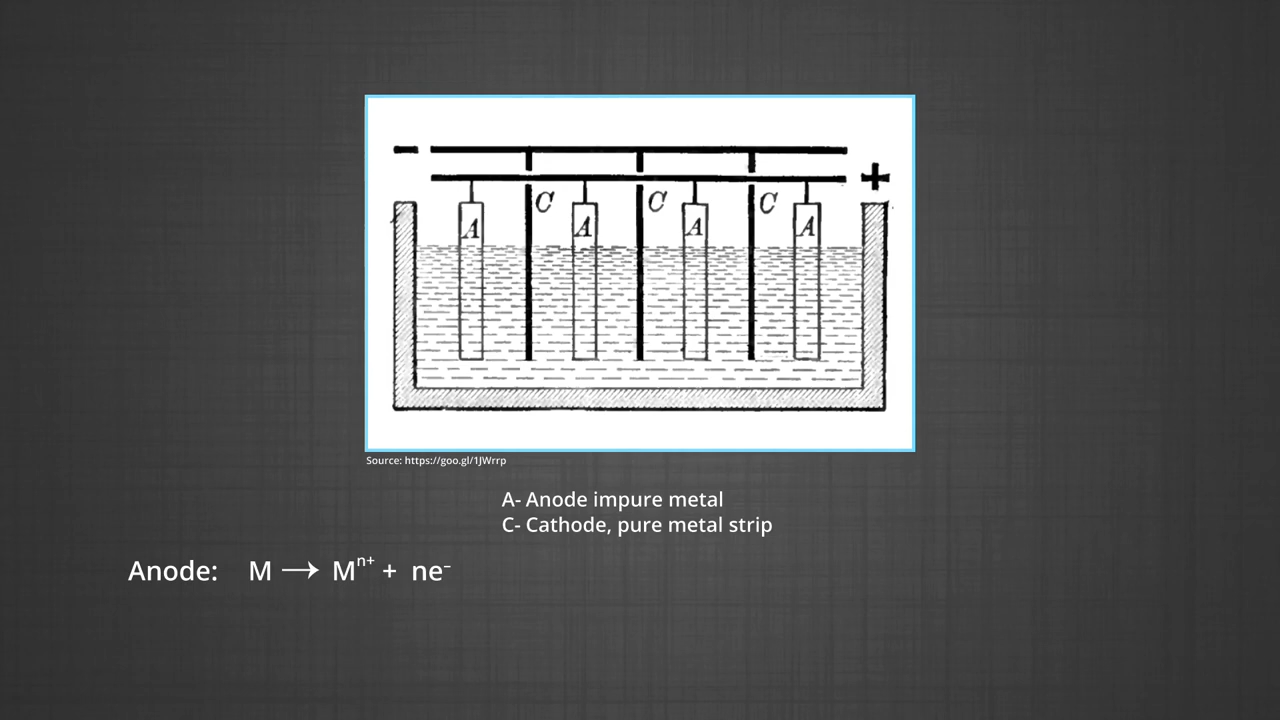 − +
C C C
A A A A
Source: https://goo.gl/1JWrrp
A- Anode impure metal
C- Cathode, pure metal strip
Anode: M ⟶ Mⁿ⁺ + ne⁻